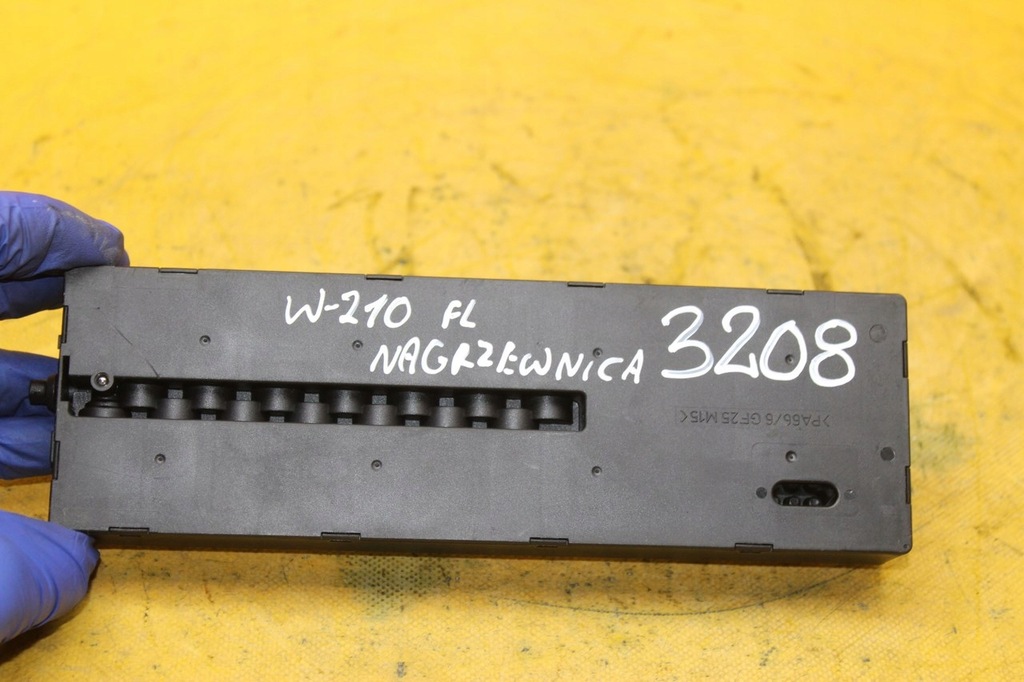 W-210 FL
NAGRZEWNICA 3208
>PA66/6 GF25 M15<